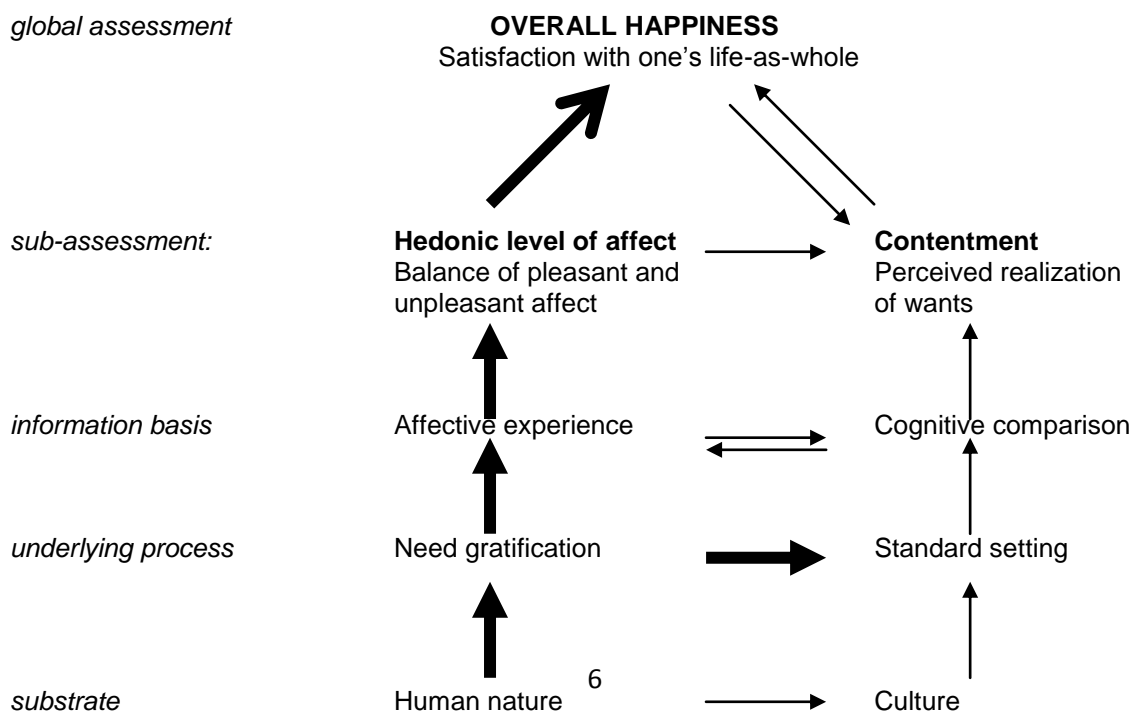 global assessment OVERALL HAPPINESS
Satisfaction with one’s life-as-whole
sub-assessment: Hedonic level of affect Contentment
Balance of pleasant and Perceived realization
unpleasant affect of wants
information basis Affective experience Cognitive comparison
underlying process Need gratification Standard setting
6
substrate Human nature Culture